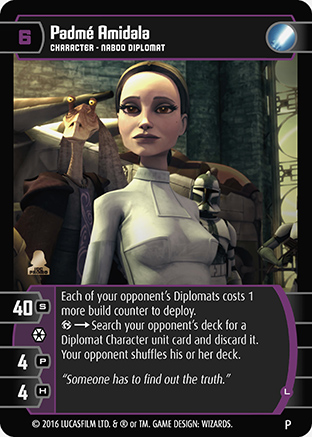 6
Padmé Amidala
CHARACTER - NABOO DIPLOMAT
40 S
4 P
4 H
Each of your opponent's Diplomats costs 1
more build counter to deploy.
→ Search your opponent's deck for a
Diplomat Character unit card and discard it.
Your opponent shuffles his or her deck.
"Someone has to find out the truth."
L
© 2016 LUCASFILM LTD. & ® or TM. GAME DESIGN: WIZARDS.
P